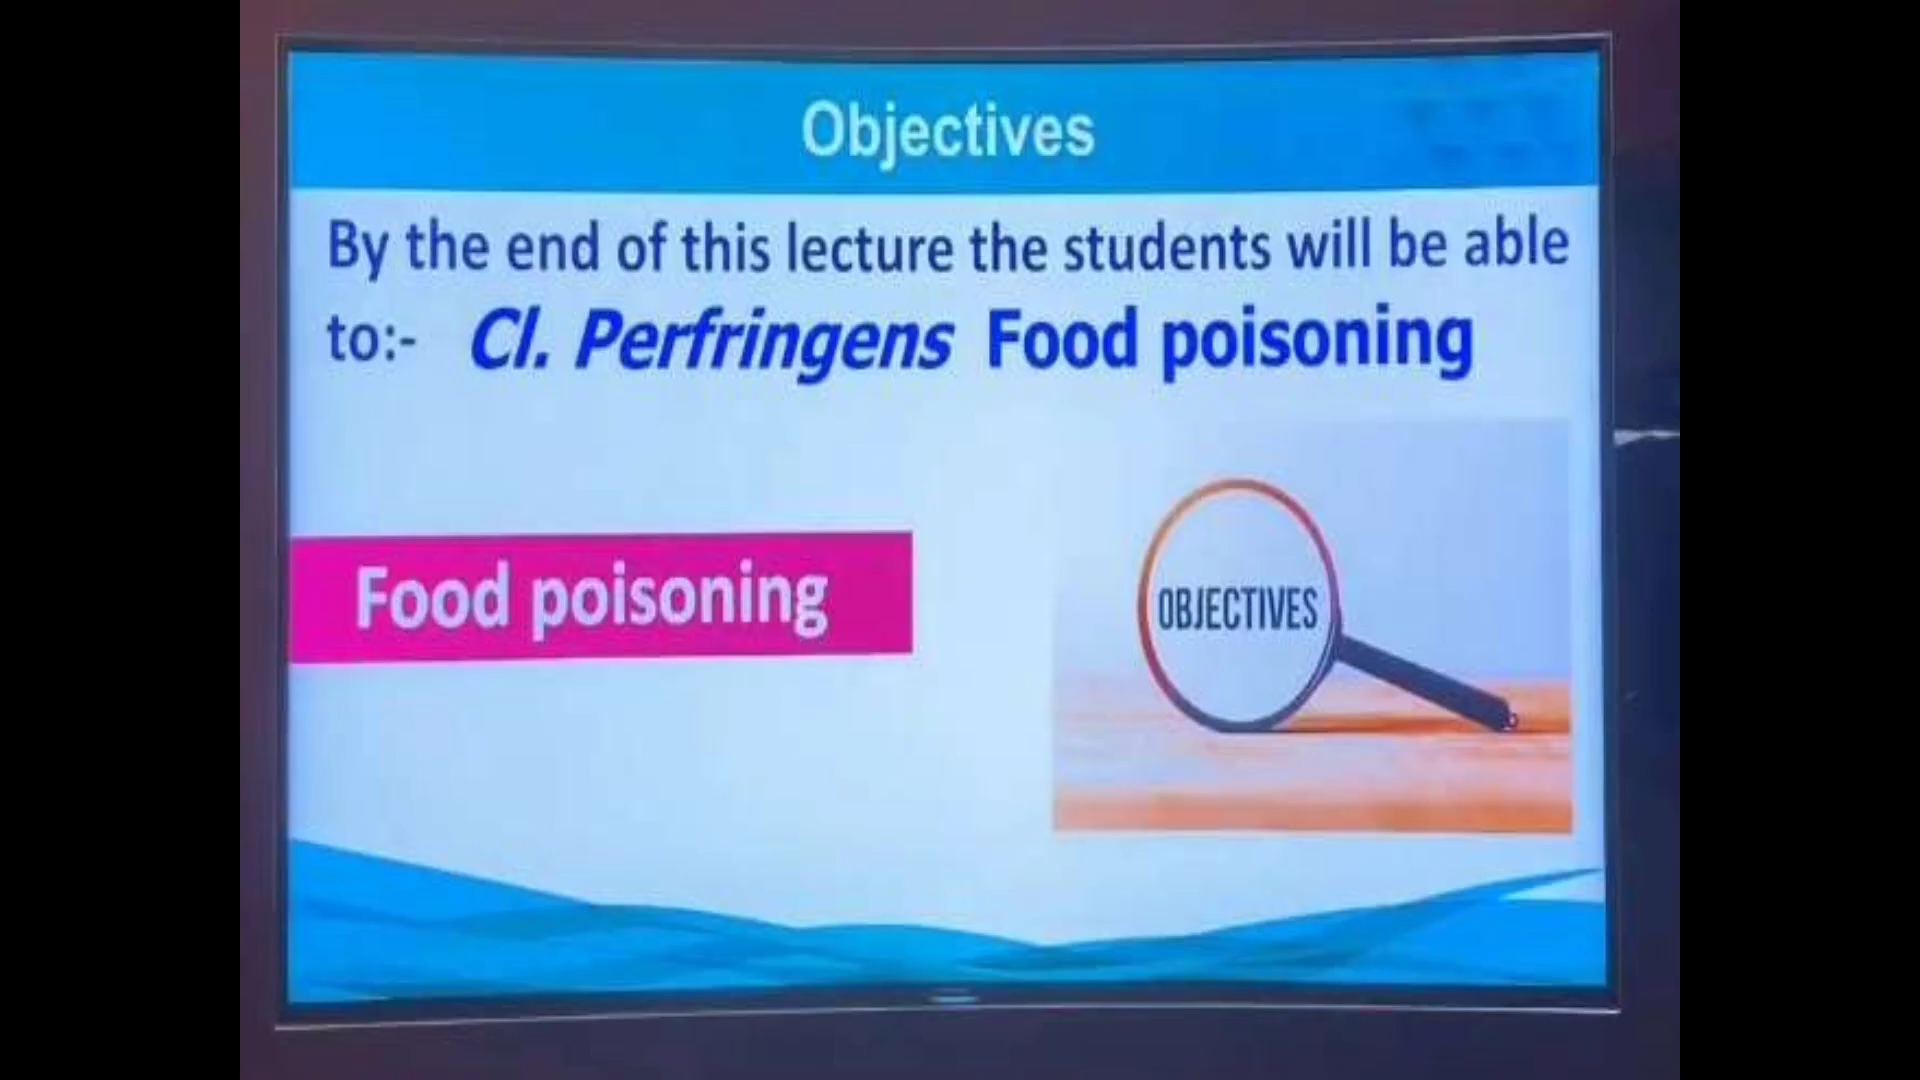 Objectives
By the end of this lecture the students will be able
to:- Cl. Perfringens Food poisoning
Food poisoning
OBJECTIVES